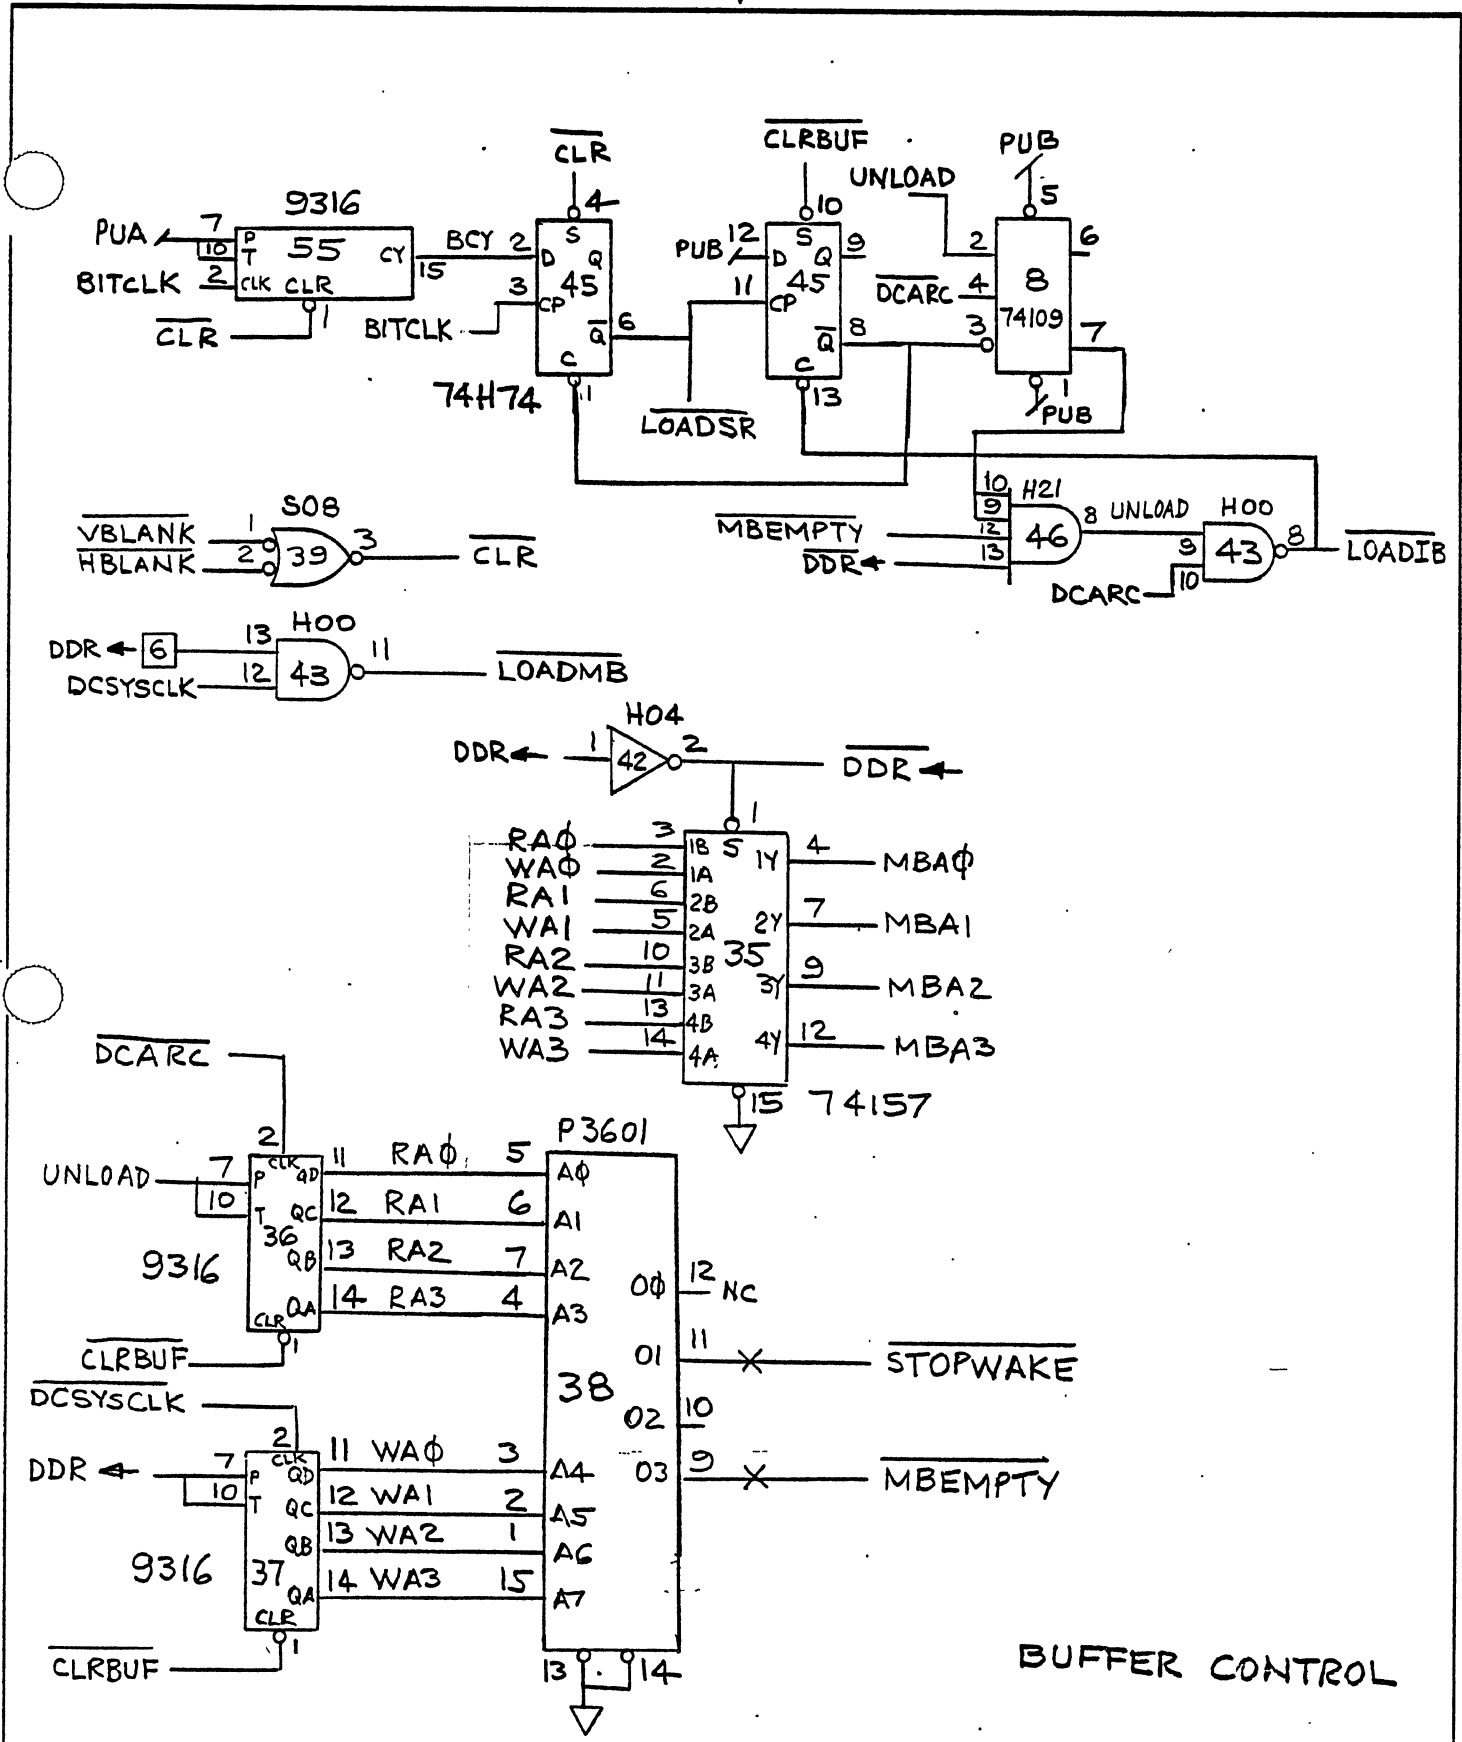 CLR
4
9316
PUA
7
10
P
T
55
CY
15
BCY
2
BITCLK
2
CLK
CLR
1
CLR
S
D
Q
45
3
CP
BITCLK
Q
6
C
1
74H74
LOADSR
CLRBUF
10
PUB
12
S
D
Q
9
45
11
CP
Q
8
C
13
UNLOAD
PUB
5
2
6
DCARC
4
8
74109
3
7
1
PUB
S08
VBLANK
1
HBLANK
2
39
3
CLR
MBEMPTY
DDR
10
9
12
13
H21
46
8
UNLOAD
H00
9
43
8
LOADIB
DCARC
10
H00
DDR
6
13
DCSYSCLK
12
43
11
LOADMB
H04
DDR
1
42
2
DDR
1
RAφ
3
1B
S
1Y
4
MBAφ
WAφ
2
1A
RA1
6
2B
2Y
7
MBA1
WA1
5
2A
35
RA2
10
3B
3Y
9
MBA2
WA2
11
3A
RA3
13
4B
4Y
12
MBA3
WA3
14
4A
15
74157
DCARC
P3601
2
UNLOAD
7
P
CLK
QD
11
RAφ
5
Aφ
10
T
QC
12
RA1
6
A1
36
QB
13
RA2
7
A2
9316
QA
14
RA3
4
A3
CLR
1
CLRBUF
Oφ
12
NC
O1
11
STOPWAKE
38
O2
10
O3
9
MBEMPTY
DCSYSCLK
2
DDR
7
P
CLK
QD
11
WAφ
3
A4
10
T
QC
12
WA1
2
A5
QB
13
WA2
1
A6
9316
37
QA
14
WA3
15
A7
CLR
1
CLRBUF
13
14
BUFFER CONTROL